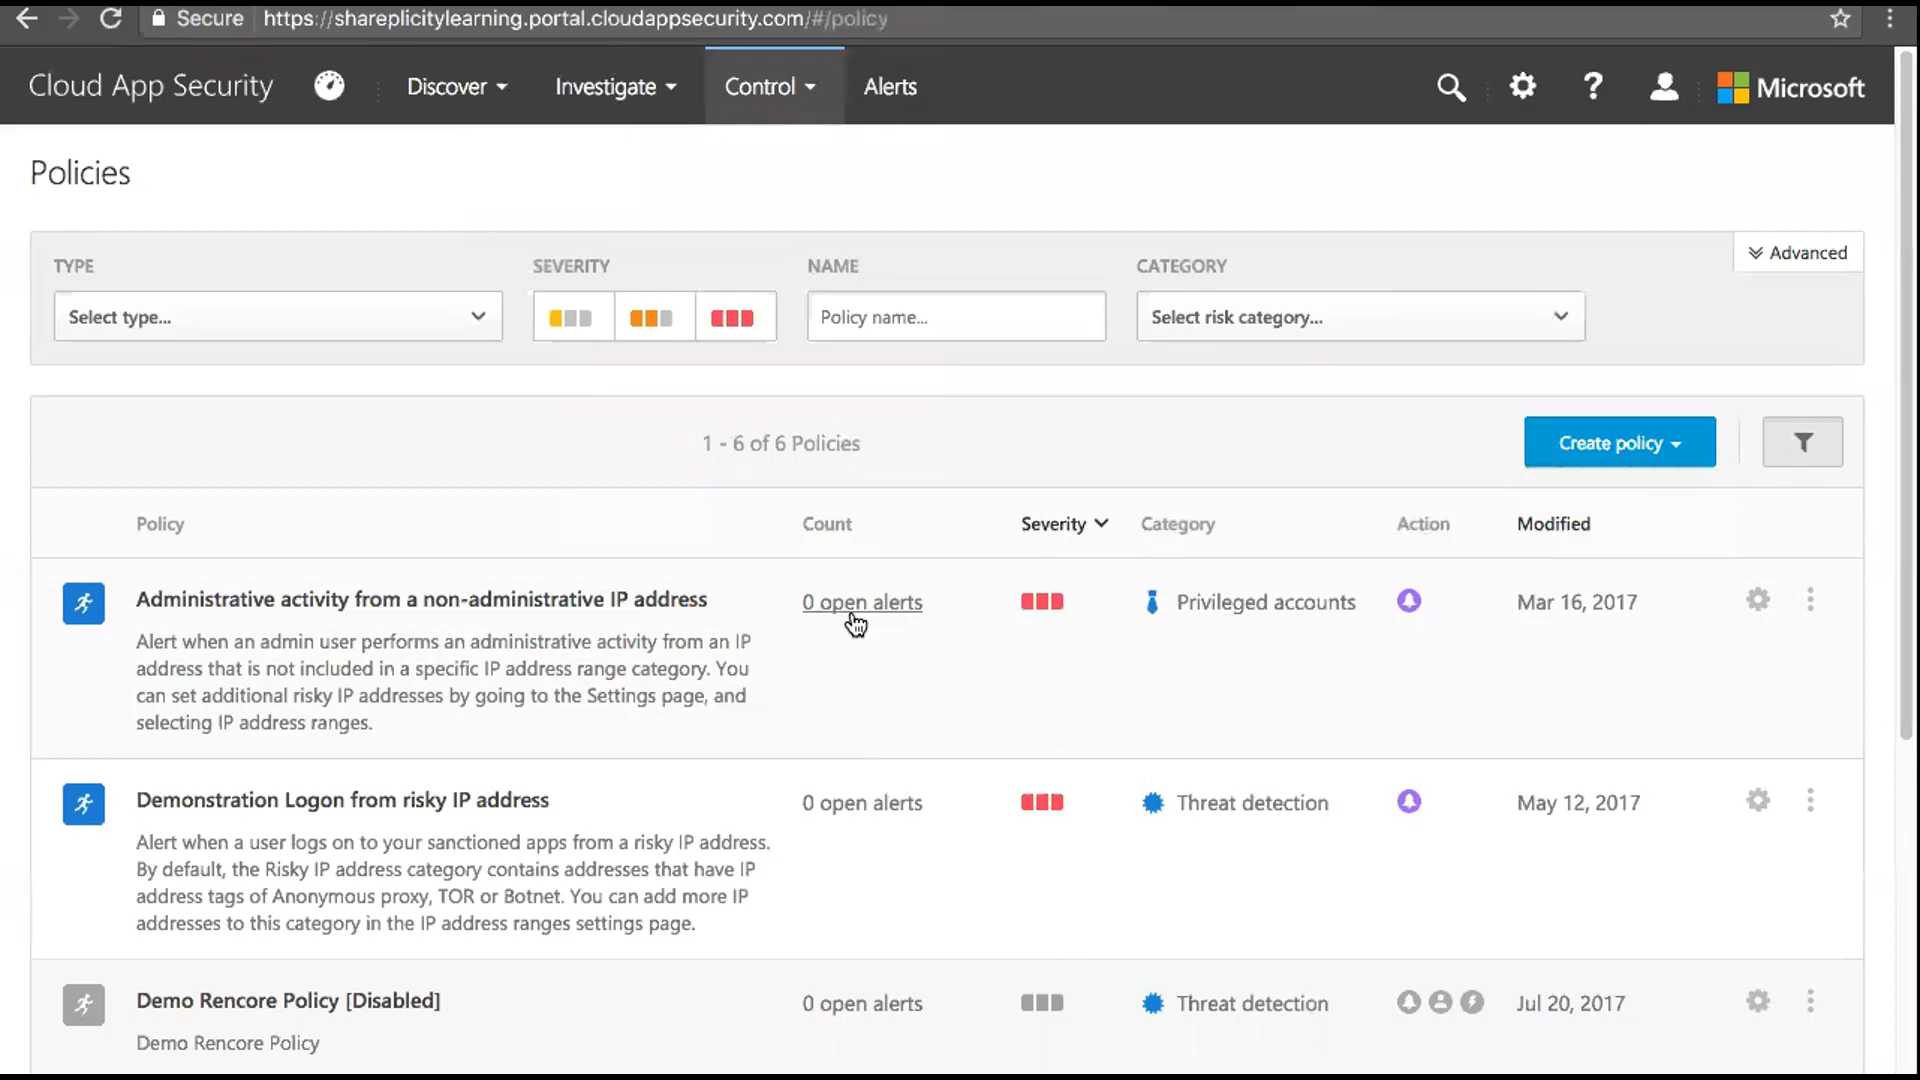 Secure https://shareplicitylearning.portal.cloudappsecurity.com/#/policy
Cloud App Security Discover Investigate Control Alerts ? Microsoft
Policies
Advanced
TYPE SEVERITY NAME CATEGORY
Select type... Policy name... Select risk category...
1 - 6 of 6 Policies Create policy
Policy Count Severity Category Action Modified
Administrative activity from a non-administrative IP address 0 open alerts Privileged accounts Mar 16, 2017
Alert when an admin user performs an administrative activity from an IP
address that is not included in a specific IP address range category. You
can set additional risky IP addresses by going to the Settings page, and
selecting IP address ranges.
Demonstration Logon from risky IP address 0 open alerts Threat detection May 12, 2017
Alert when a user logs on to your sanctioned apps from a risky IP address.
By default, the Risky IP address category contains addresses that have IP
address tags of Anonymous proxy, TOR or Botnet. You can add more IP
addresses to this category in the IP address ranges settings page.
Demo Rencore Policy [Disabled] 0 open alerts Threat detection Jul 20, 2017
Demo Rencore Policy